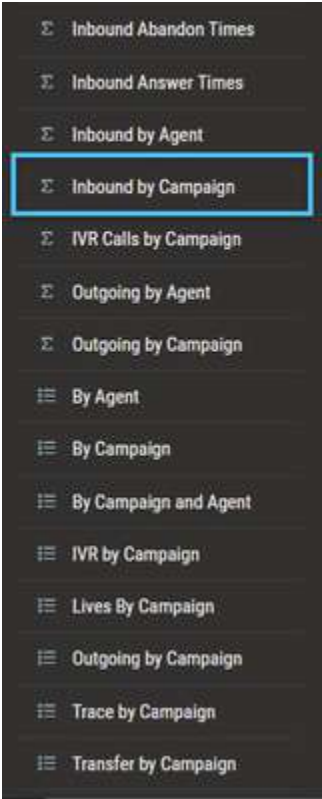 Σ Inbound Abandon Times
Σ Inbound Answer Times
Σ Inbound by Agent
Σ Inbound by Campaign
Σ IVR Calls by Campaign
Σ Outgoing by Agent
Σ Outgoing by Campaign
By Agent
By Campaign
By Campaign and Agent
IVR by Campaign
Lives By Campaign
Outgoing by Campaign
Trace by Campaign
Transfer by Campaign